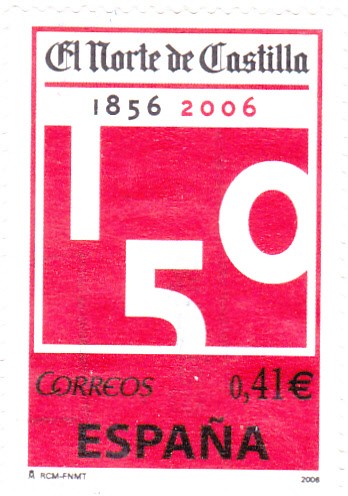 El Norte de Castilla
1856 2006
150
CORREOS 0,41€
ESPAÑA
RCM-FNMT 2006